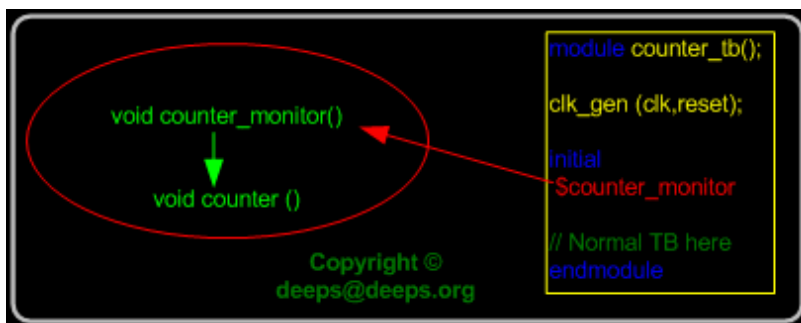 void counter_monitor()
void counter ()
Copyright ©
deeps@deeps.org
module counter_tb();
clk_gen (clk,reset);
initial
$counter_monitor
// Normal TB here
endmodule